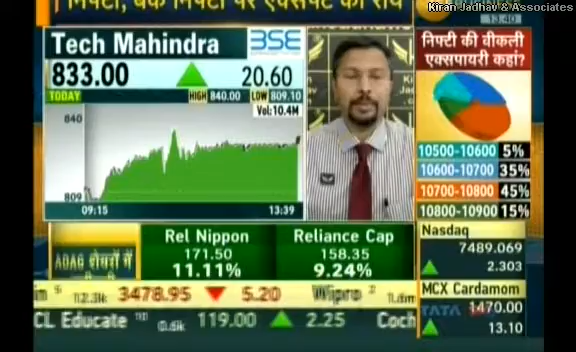 Kiran Jadhav & Associates
निफ्टी, बैंक निफ्टी पर एक्सपर्ट की राय
13:40
Tech Mahindra
BSE
833.00
20.60
TODAY
HIGH 840.00
LOW 809.10
Vol:10.4M
840
809
09:15
13:39
निफ्टी की वीकली
एक्सपायरी कहां?
10500-10600 5%
10600-10700 35%
10700-10800 45%
10800-10900 15%
Nasdaq
7489.069
2.303
MCX Cardamom
1470.00
13.10
TATA
ADAG शेयरों में
Rel Nippon
171.50
11.11%
Reliance Cap
158.35
9.24%
3478.95 5.20 Wipro
CL Educate 119.00 2.25 Coch